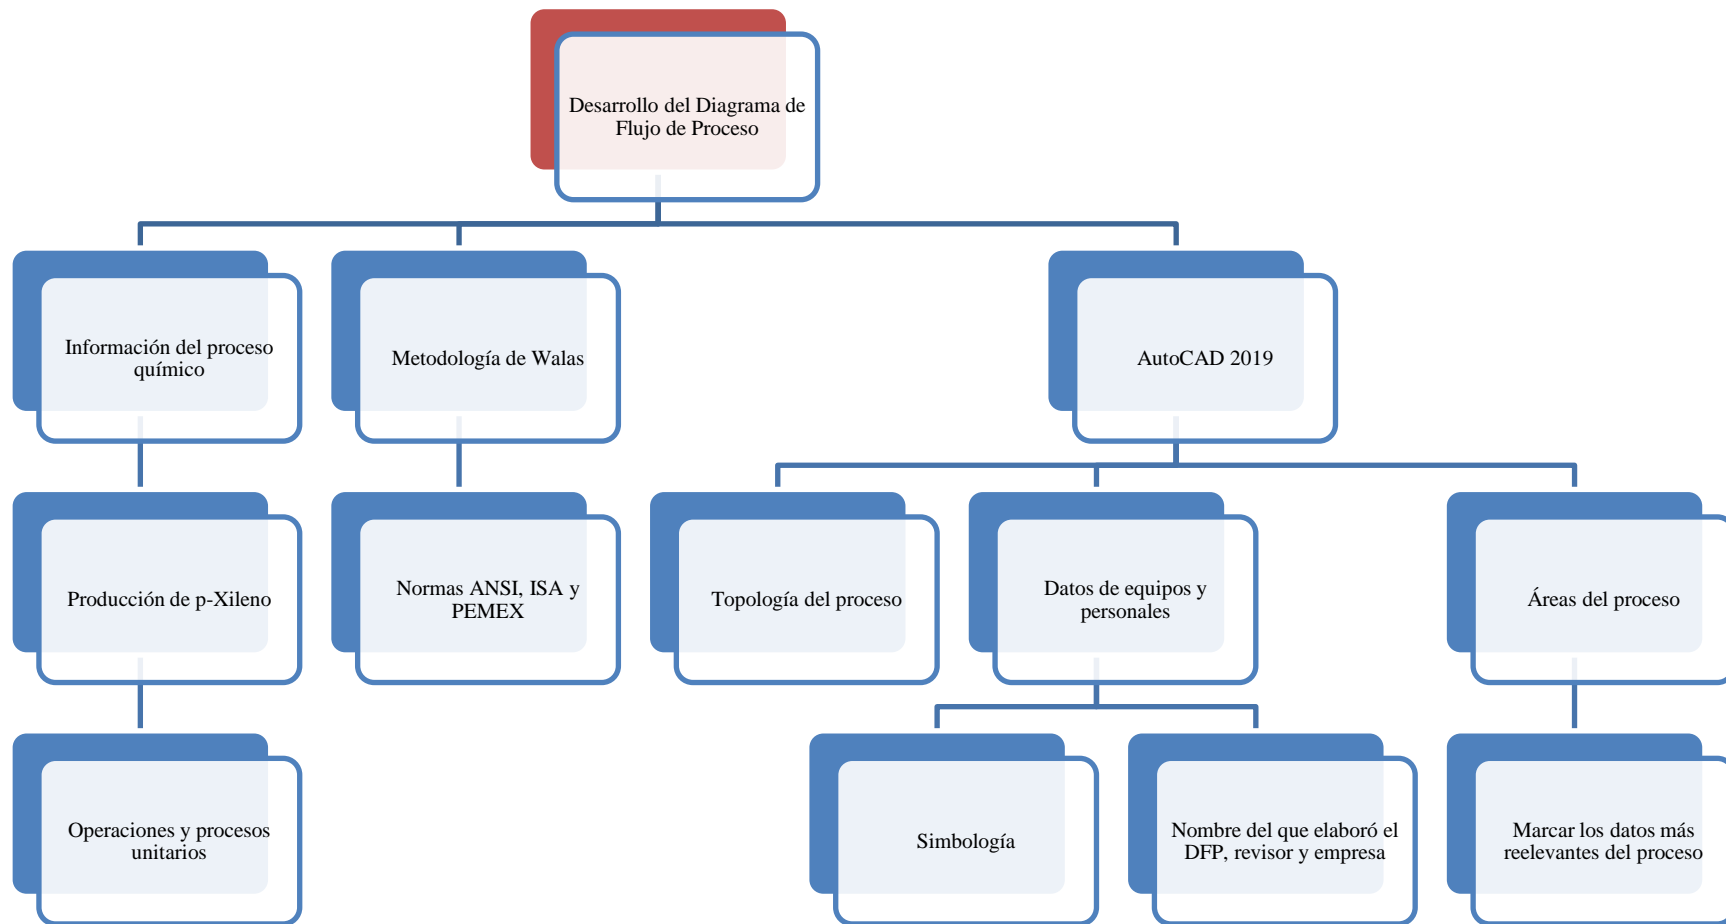 Desarrollo del Diagrama de
Flujo de Proceso
Información del proceso
químico
Metodología de Walas
AutoCAD 2019
Producción de p-Xileno
Normas ANSI, ISA y
PEMEX
Topología del proceso
Datos de equipos y
personales
Áreas del proceso
Operaciones y procesos
unitarios
Simbología
Nombre del que elaboró el
DFP, revisor y empresa
Marcar los datos más
reelevantes del proceso